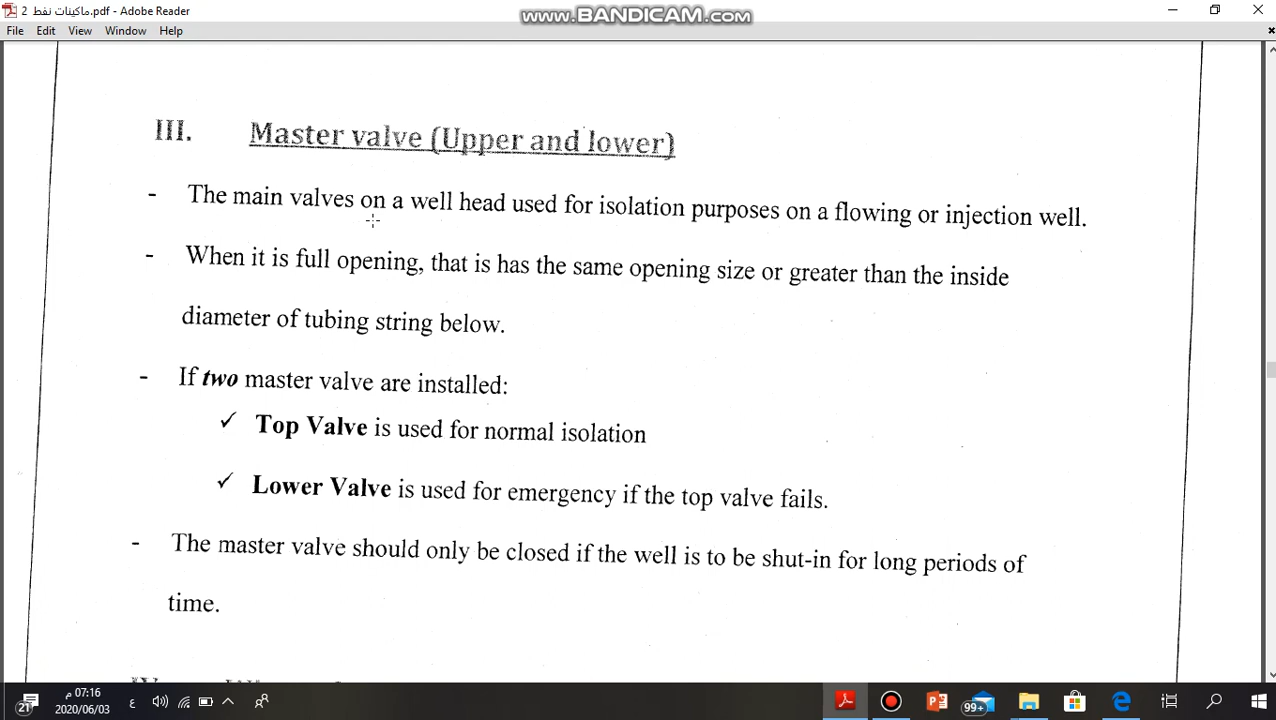 ماكينات نفط 2.pdf - Adobe Reader
www.BANDICAM.com
File Edit View Window Help
III. Master valve (Upper and lower)
- The main valves on a well head used for isolation purposes on a flowing or injection well.
- When it is full opening, that is has the same opening size or greater than the inside
diameter of tubing string below.
- If two master valve are installed:
✓ Top Valve is used for normal isolation
✓ Lower Valve is used for emergency if the top valve fails.
- The master valve should only be closed if the well is to be shut-in for long periods of
time.
21
07:16 م
2020/06/03
ع
99+